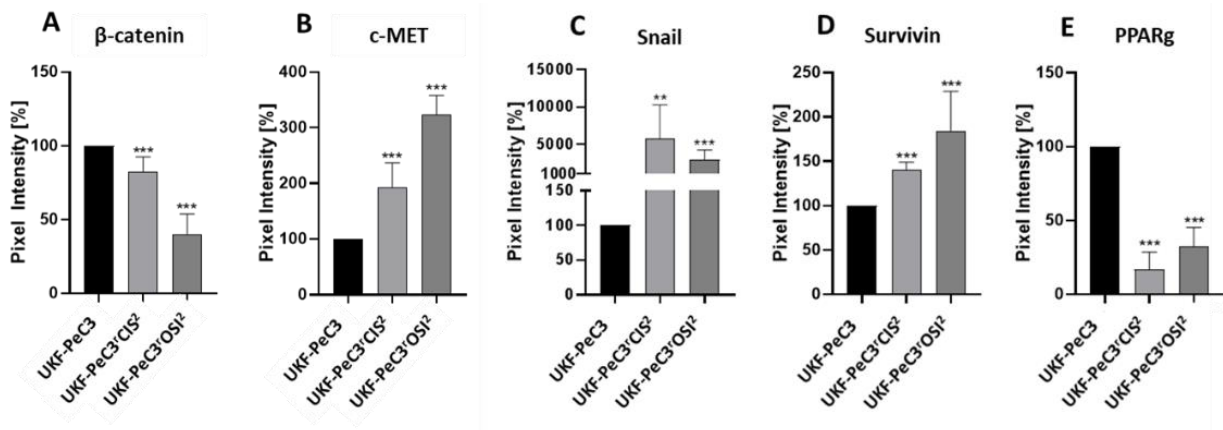 A
β-catenin
Pixel Intensity [%]
150
100
50
0
***
***
UKF-PeC3
UKF-PeC3ʳCIS²
UKF-PeC3ʳOSI²
B
c-MET
Pixel Intensity [%]
400
300
200
100
0
***
***
UKF-PeC3
UKF-PeC3ʳCIS²
UKF-PeC3ʳOSI²
C
Snail
Pixel Intensity [%]
15000
10000
5000
1000
150
100
50
0
**
***
UKF-PeC3
UKF-PeC3ʳCIS²
UKF-PeC3ʳOSI²
D
Survivin
Pixel Intensity [%]
250
200
150
100
50
0
***
***
UKF-PeC3
UKF-PeC3ʳCIS²
UKF-PeC3ʳOSI²
E
PPARg
Pixel Intensity [%]
150
100
50
0
***
***
UKF-PeC3
UKF-PeC3ʳCIS²
UKF-PeC3ʳOSI²